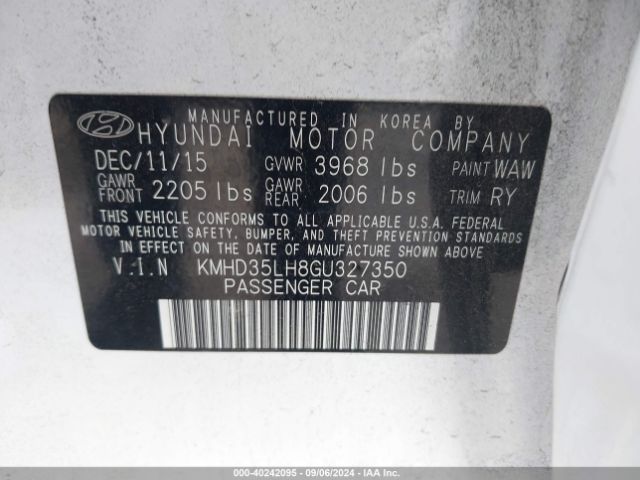 MANUFACTURED IN KOREA BY
HYUNDAI MOTOR COMPANY
DEC/11/15 GVWR 3968 lbs PAINT WAW
GAWR FRONT 2205 lbs GAWR REAR 2006 lbs TRIM RY
THIS VEHICLE CONFORMS TO ALL APPLICABLE U.S.A. FEDERAL
MOTOR VEHICLE SAFETY, BUMPER, AND THEFT PREVENTION STANDARDS
IN EFFECT ON THE DATE OF MANUFACTURE SHOWN ABOVE
V.I.N KMHD35LH8GU327350
PASSENGER CAR
000-40242095 - 09/06/2024 - IAA Inc.